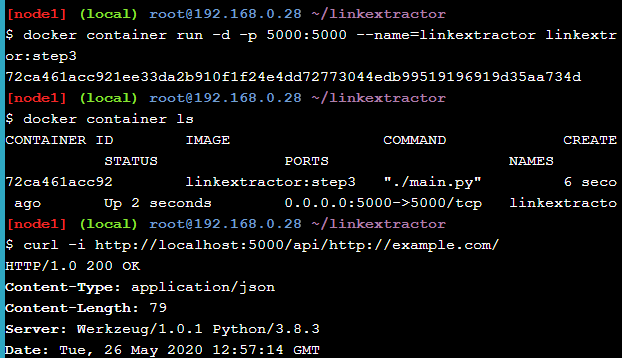 [node1] (local) root@192.168.0.28 ~/linkextractor
$ docker container run -d -p 5000:5000 --name=linkextractor linkextr
or:step3
72ca461acc921ee33da2b910f1f24e4dd72773044edb99519196919d35aa734d
[node1] (local) root@192.168.0.28 ~/linkextractor
$ docker container ls
CONTAINER ID        IMAGE                 COMMAND             CREATE
           STATUS              PORTS                    NAMES
72ca461acc92        linkextractor:step3   "./main.py"         6 seco
 ago       Up 2 seconds        0.0.0.0:5000->5000/tcp   linkextracto
[node1] (local) root@192.168.0.28 ~/linkextractor
$ curl -i http://localhost:5000/api/http://example.com/
HTTP/1.0 200 OK
Content-Type: application/json
Content-Length: 79
Server: Werkzeug/1.0.1 Python/3.8.3
Date: Tue, 26 May 2020 12:57:14 GMT